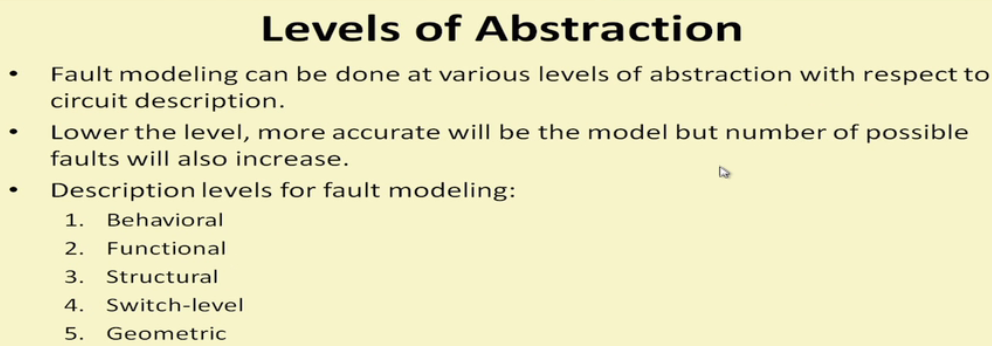 Levels of Abstraction
• Fault modeling can be done at various levels of abstraction with respect to
circuit description.
• Lower the level, more accurate will be the model but number of possible
faults will also increase.
• Description levels for fault modeling:
1. Behavioral
2. Functional
3. Structural
4. Switch-level
5. Geometric